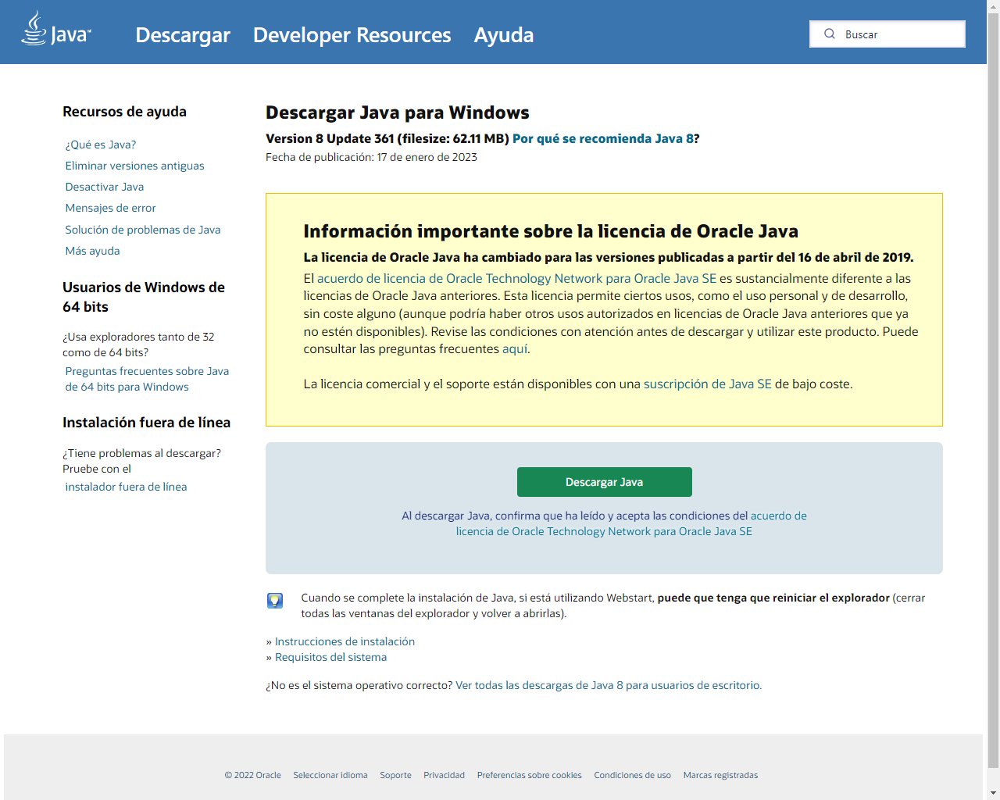 Java
Descargar
Developer Resources
Ayuda
Buscar
Recursos de ayuda
¿Qué es Java?
Eliminar versiones antiguas
Desactivar Java
Mensajes de error
Solución de problemas de Java
Más ayuda
Usuarios de Windows de
64 bits
¿Usa exploradores tanto de 32
como de 64 bits?
Preguntas frecuentes sobre Java
de 64 bits para Windows
Instalación fuera de línea
¿Tiene problemas al descargar?
Pruebe con el
instalador fuera de línea
Descargar Java para Windows
Version 8 Update 361 (filesize: 62.11 MB) Por qué se recomienda Java 8?
Fecha de publicación: 17 de enero de 2023
Información importante sobre la licencia de Oracle Java
La licencia de Oracle Java ha cambiado para las versiones publicadas a partir del 16 de abril de 2019.
El acuerdo de licencia de Oracle Technology Network para Oracle Java SE es sustancialmente diferente a las
licencias de Oracle Java anteriores. Esta licencia permite ciertos usos, como el uso personal y de desarrollo,
sin coste alguno (aunque podría haber otros usos autorizados en licencias de Oracle Java anteriores que ya
no estén disponibles). Revise las condiciones con atención antes de descargar y utilizar este producto. Puede
consultar las preguntas frecuentes aquí.
La licencia comercial y el soporte están disponibles con una suscripción de Java SE de bajo coste.
Descargar Java
Al descargar Java, confirma que ha leído y acepta las condiciones del acuerdo de
licencia de Oracle Technology Network para Oracle Java SE
Cuando se complete la instalación de Java, si está utilizando Webstart, puede que tenga que reiniciar el explorador (cerrar
todas las ventanas del explorador y volver a abrirlas).
» Instrucciones de instalación
» Requisitos del sistema
¿No es el sistema operativo correcto? Ver todas las descargas de Java 8 para usuarios de escritorio.
© 2022 Oracle Seleccionar idioma Soporte Privacidad Preferencias sobre cookies Condiciones de uso Marcas registradas